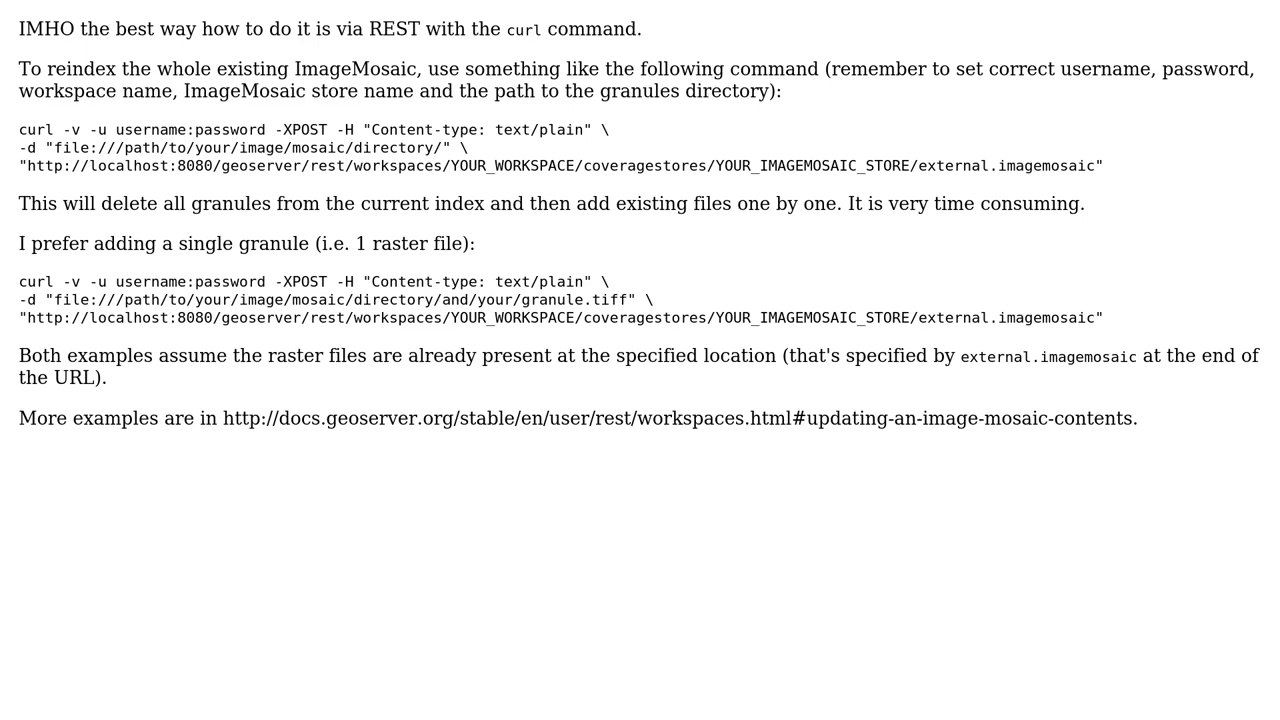 IMHO the best way how to do it is via REST with the curl command.
To reindex the whole existing ImageMosaic, use something like the following command (remember to set correct username, password,
workspace name, ImageMosaic store name and the path to the granules directory):
curl -v -u username:password -XPOST -H "Content-type: text/plain" \
-d "file:///path/to/your/image/mosaic/directory/" \
"http://localhost:8080/geoserver/rest/workspaces/YOUR_WORKSPACE/coveragestores/YOUR_IMAGEMOSAIC_STORE/external.imagemosaic"
This will delete all granules from the current index and then add existing files one by one. It is very time consuming.
I prefer adding a single granule (i.e. 1 raster file):
curl -v -u username:password -XPOST -H "Content-type: text/plain" \
-d "file:///path/to/your/image/mosaic/directory/and/your/granule.tiff" \
"http://localhost:8080/geoserver/rest/workspaces/YOUR_WORKSPACE/coveragestores/YOUR_IMAGEMOSAIC_STORE/external.imagemosaic"
Both examples assume the raster files are already present at the specified location (that's specified by external.imagemosaic at the end of
the URL).
More examples are in http://docs.geoserver.org/stable/en/user/rest/workspaces.html#updating-an-image-mosaic-contents.